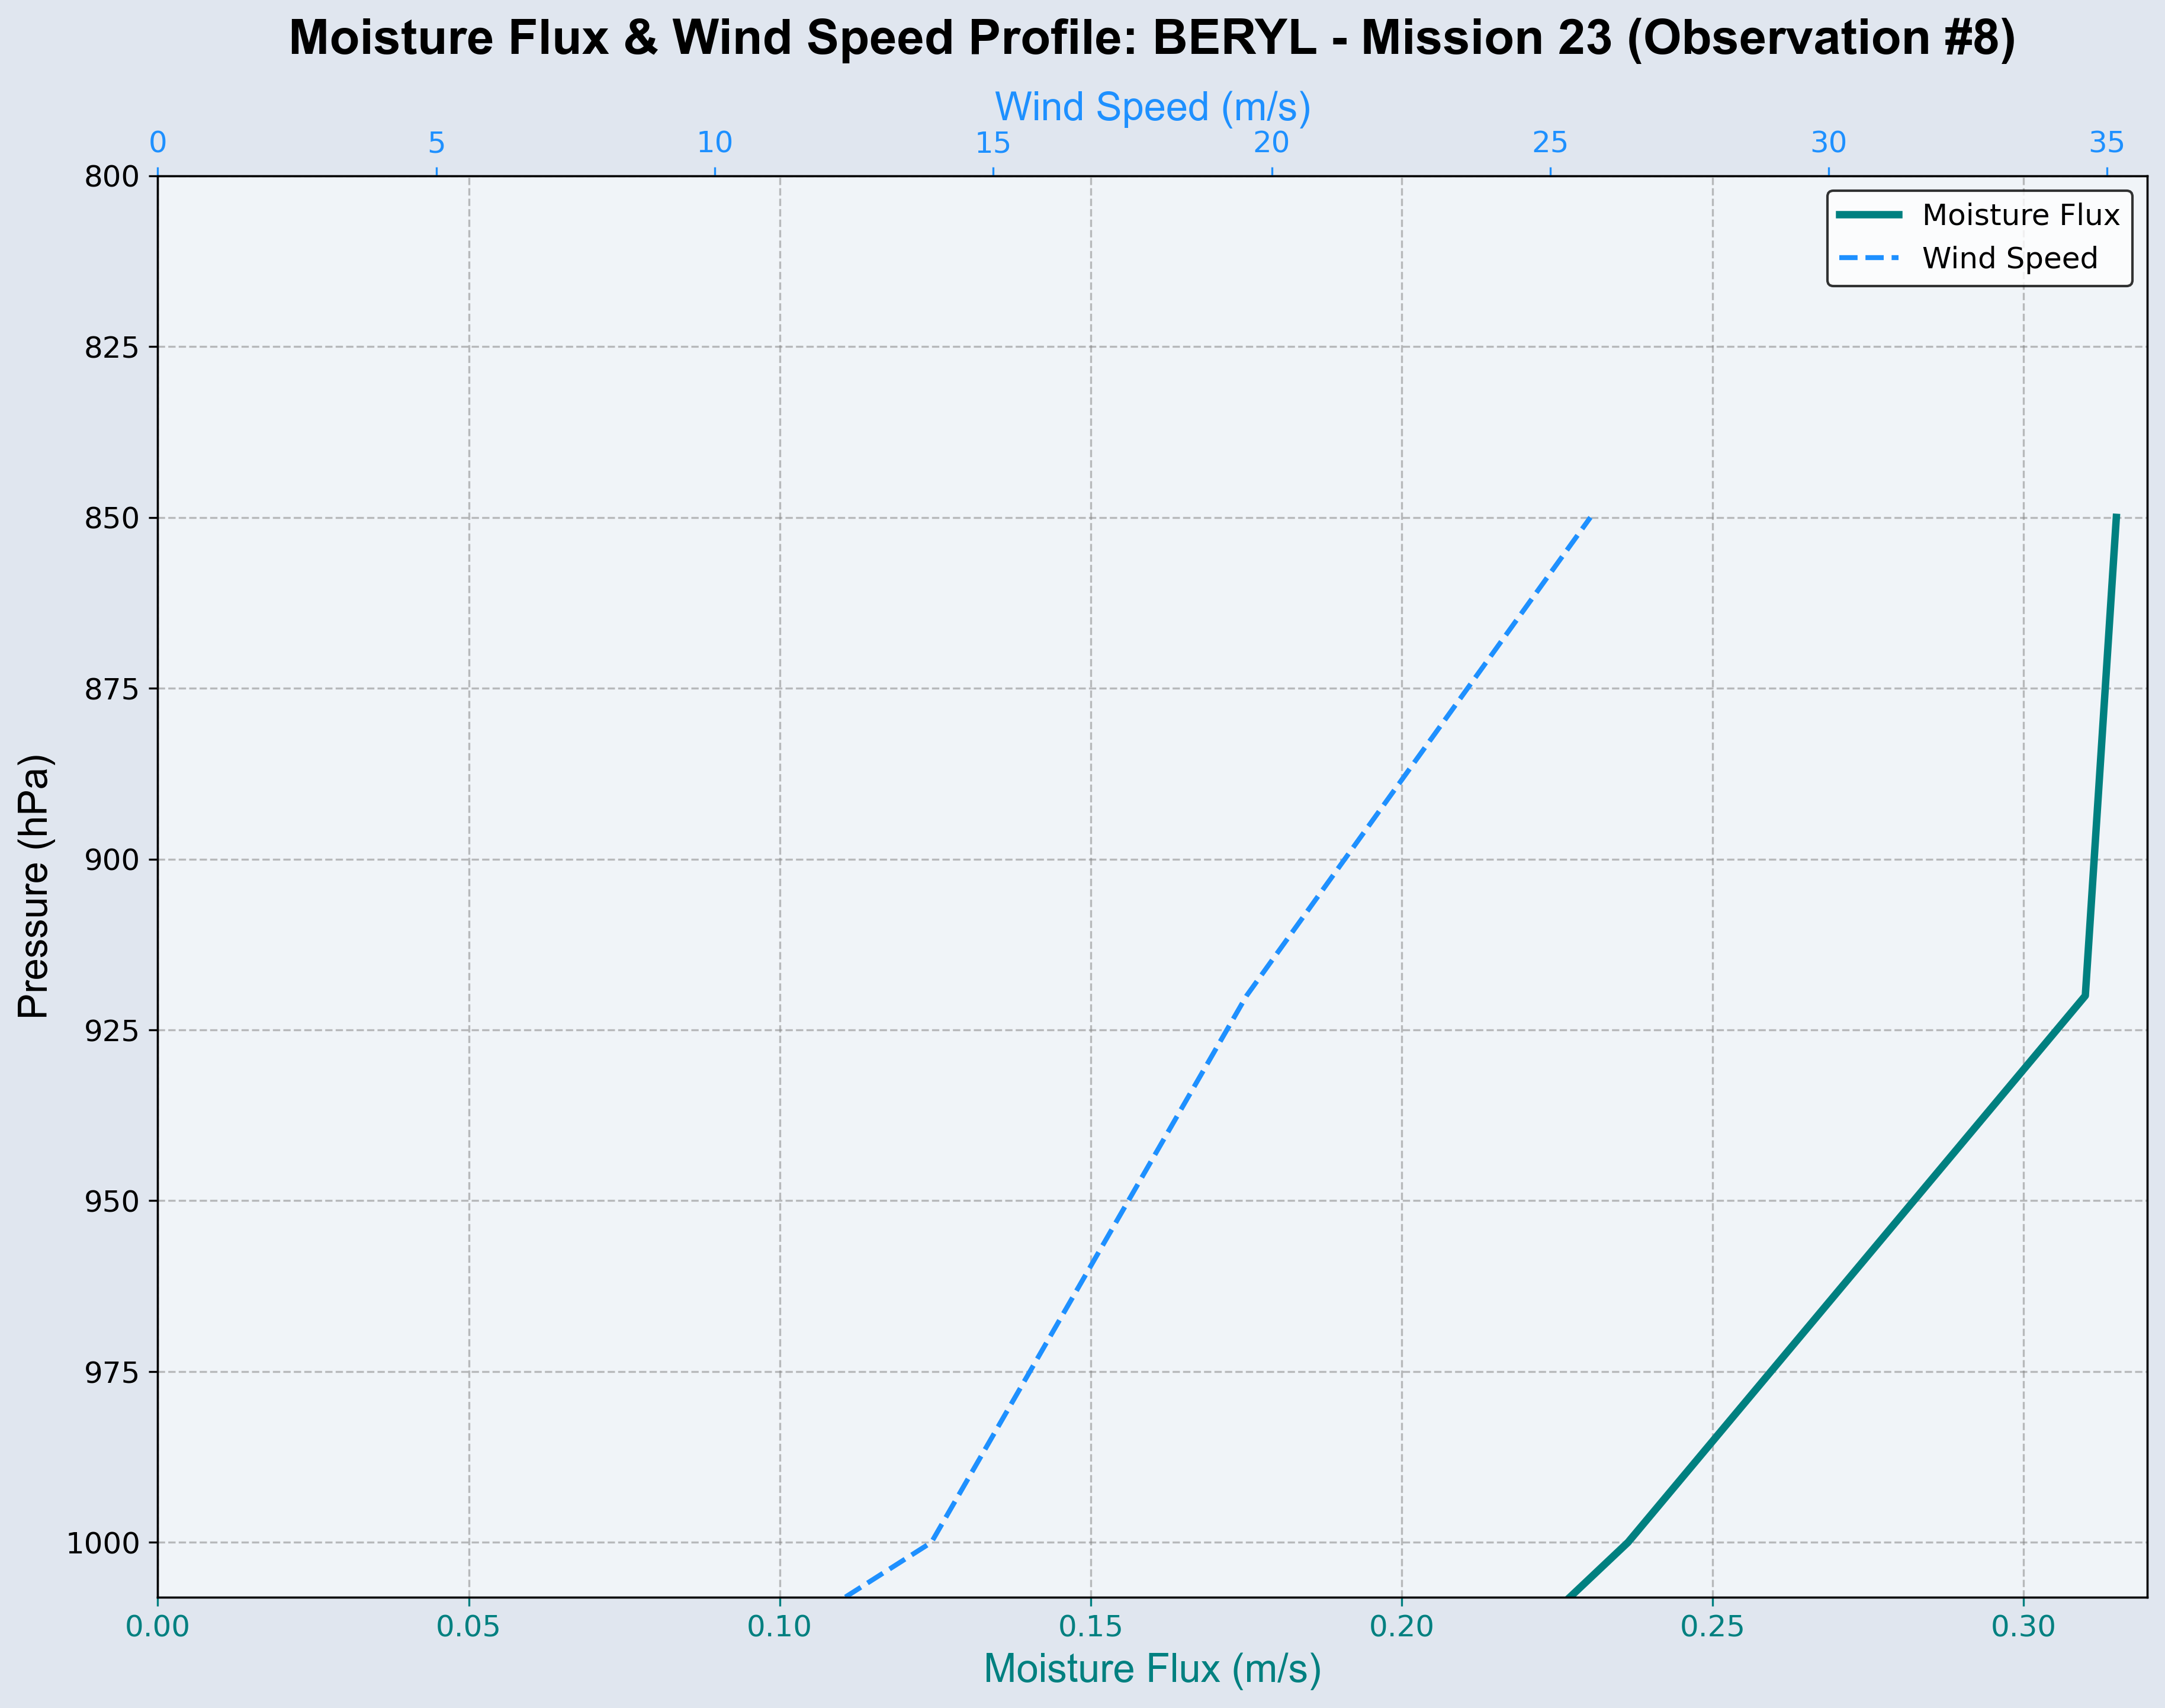 Moisture Flux & Wind Speed Profile: BERYL - Mission 23 (Observation #8)
Wind Speed (m/s)
0 5 10 15 20 25 30 35
Moisture Flux
Wind Speed
Pressure (hPa)
800
825
850
875
900
925
950
975
1000
0.00 0.05 0.10 0.15 0.20 0.25 0.30
Moisture Flux (m/s)